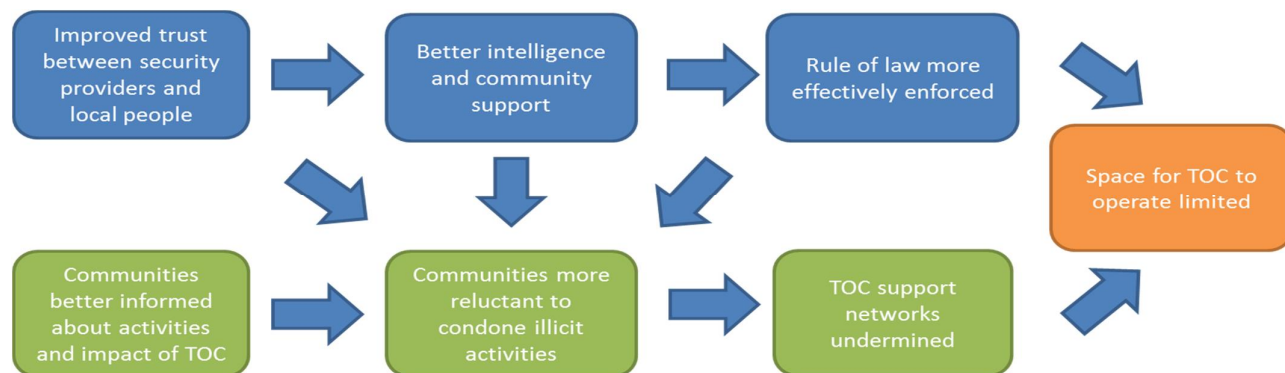 Improved trust
between security
providers and
local people
Better intelligence
and community
support
Rule of law more
effectively enforced
Space for TOC to
operate limited
Communities
better informed
about activities
and impact of TOC
Communities more
reluctant to
condone illicit
activities
TOC support
networks
undermined